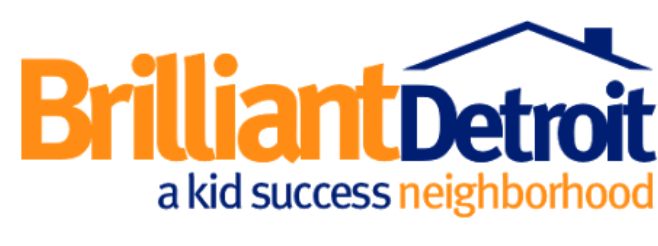 BrilliantDetroit
a kid success neighborhood